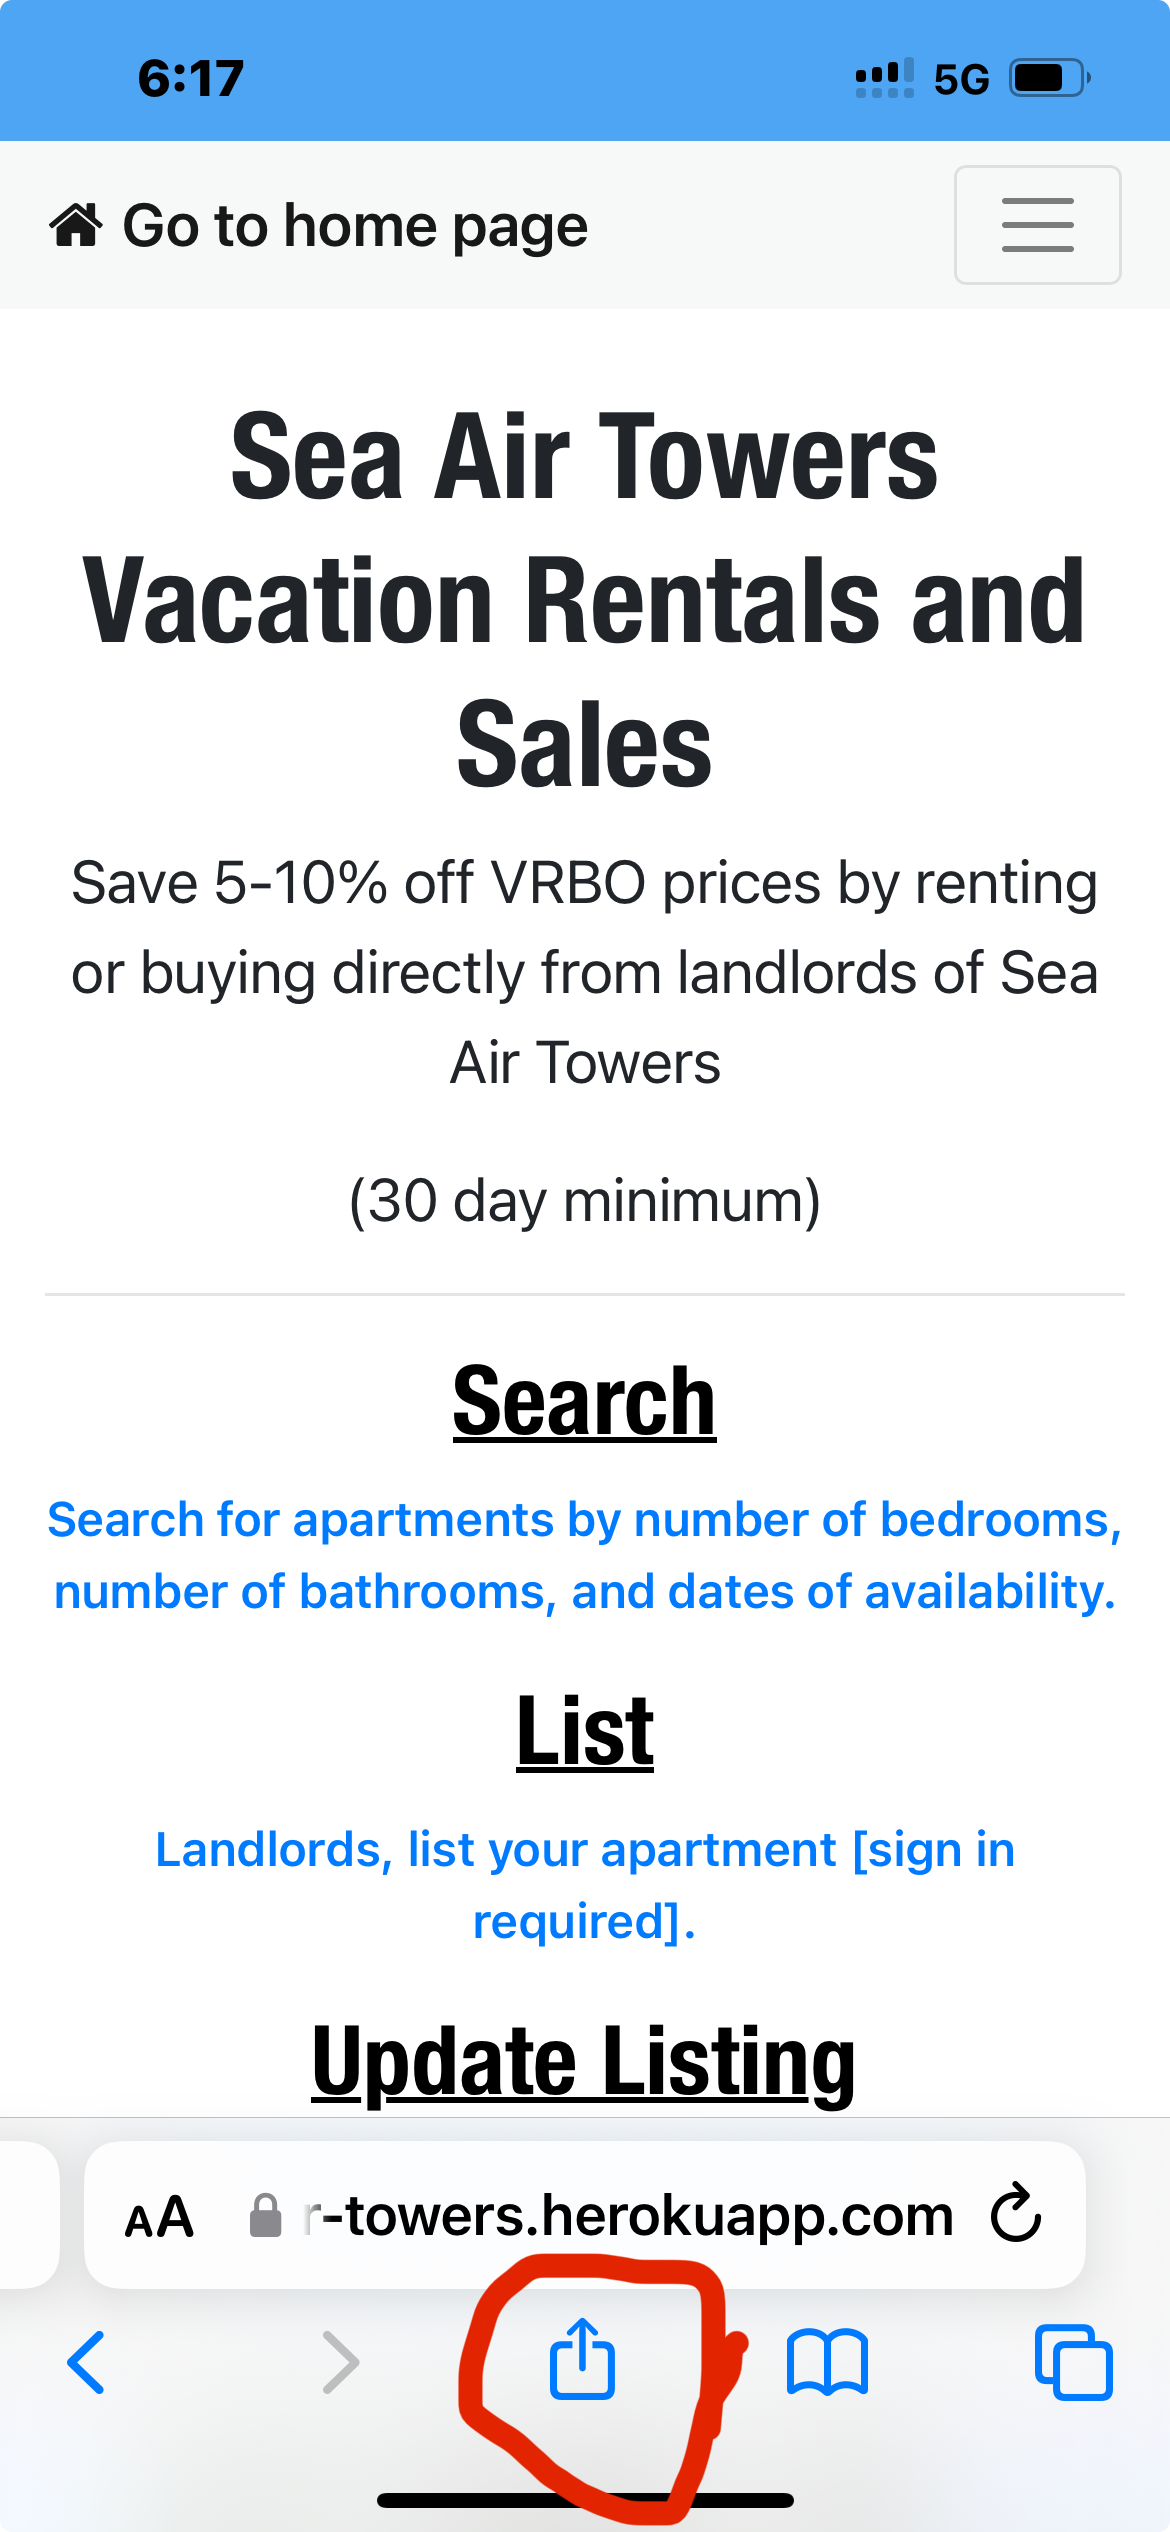 6:17 5G
Go to home page
Sea Air Towers
Vacation Rentals and
Sales
Save 5-10% off VRBO prices by renting
or buying directly from landlords of Sea
Air Towers
(30 day minimum)
Search
Search for apartments by number of bedrooms,
number of bathrooms, and dates of availability.
List
Landlords, list your apartment [sign in
required].
Update Listing
AA r-towers.herokuapp.com